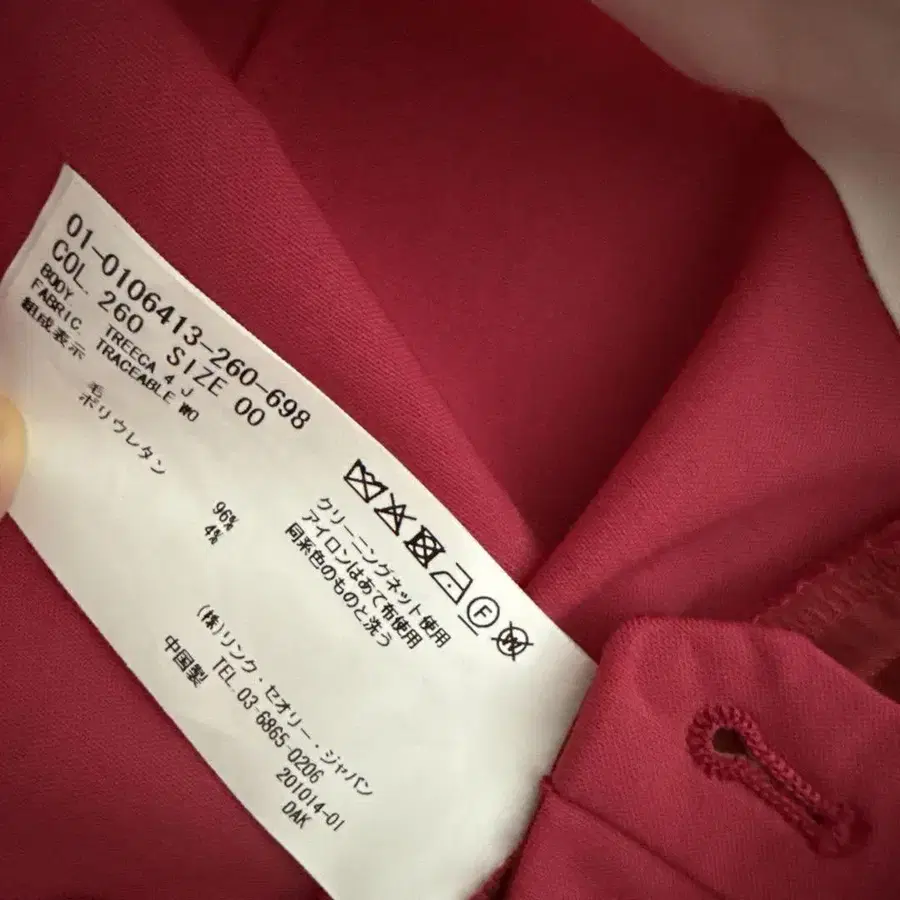 01-0106413-260-698
COL. 260 SIZE 00
BODY. TREECA 4 J
FABRIC. TRACEABLE WO
組成表示
毛 96%
ポリウレタン 4%
F W
クリーニングネット使用
アイロンはあて布使用
同系色のものと洗う
(株)リンク・セオリー・ジャパン
TEL.03-6865-0206
中国製
201014-01
DAK